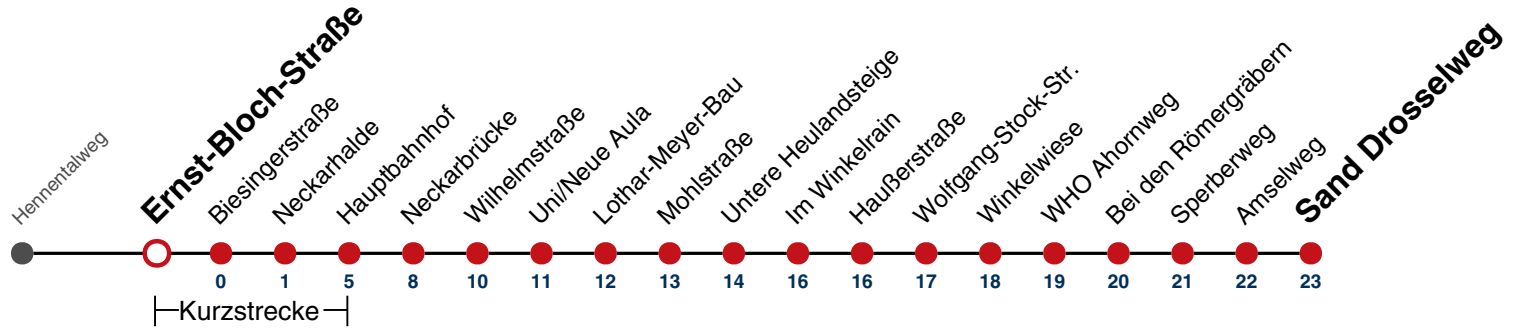 Hennentalweg
Ernst-Bloch-Straße
Biesingerstraße
Neckarhalde
Hauptbahnhof
Neckarbrücke
Wilhelmstraße
Uni/Neue Aula
Lothar-Meyer-Bau
Mohlstraße
Untere Heulandsteige
Im Winkelrain
Haußerstraße
Wolfgang-Stock-Str.
Winkelwiese
WHO Ahornweg
Bei den Römergräbern
Sperberweg
Amselweg
Sand Drosselweg
0 1 5 8 10 11 12 13 14 16 16 17 18 19 20 21 22 23
Kurzstrecke